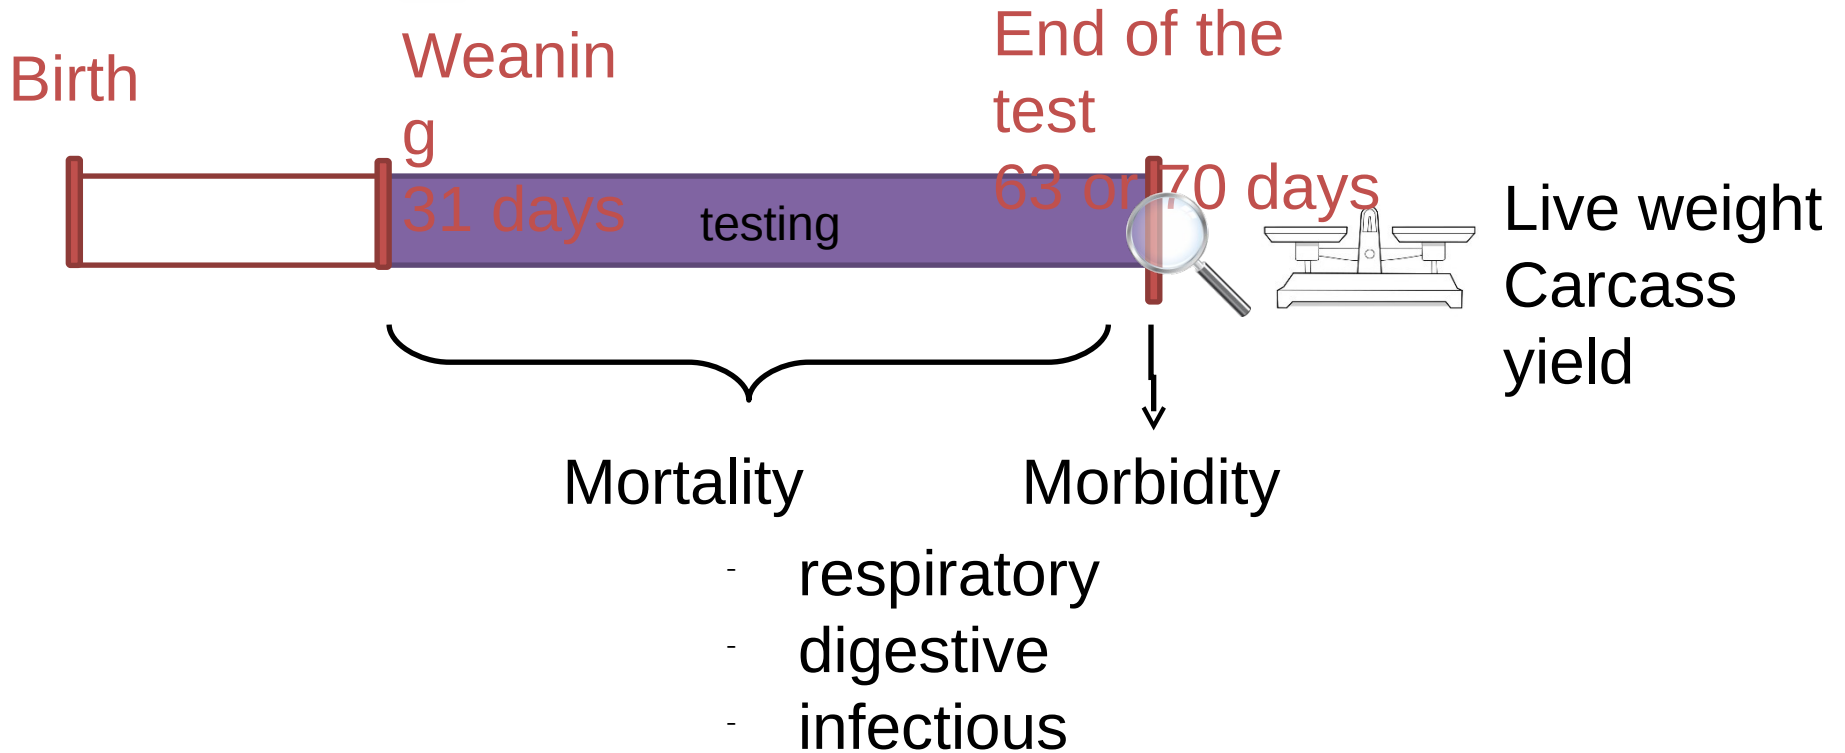 Birth
Weanin
g
31 days
End of the
test
63 or 70 days
testing
Live weight
Carcass
yield
Mortality
Morbidity
- respiratory
- digestive
- infectious